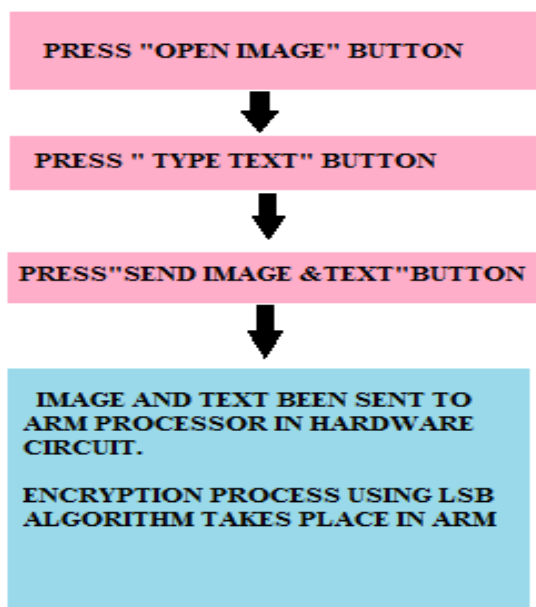 PRESS "OPEN IMAGE" BUTTON
PRESS " TYPE TEXT" BUTTON
PRESS"SEND IMAGE &TEXT"BUTTON
IMAGE AND TEXT BEEN SENT TO
ARM PROCESSOR IN HARDWARE
CIRCUIT.
ENCRYPTION PROCESS USING LSB
ALGORITHM TAKES PLACE IN ARM